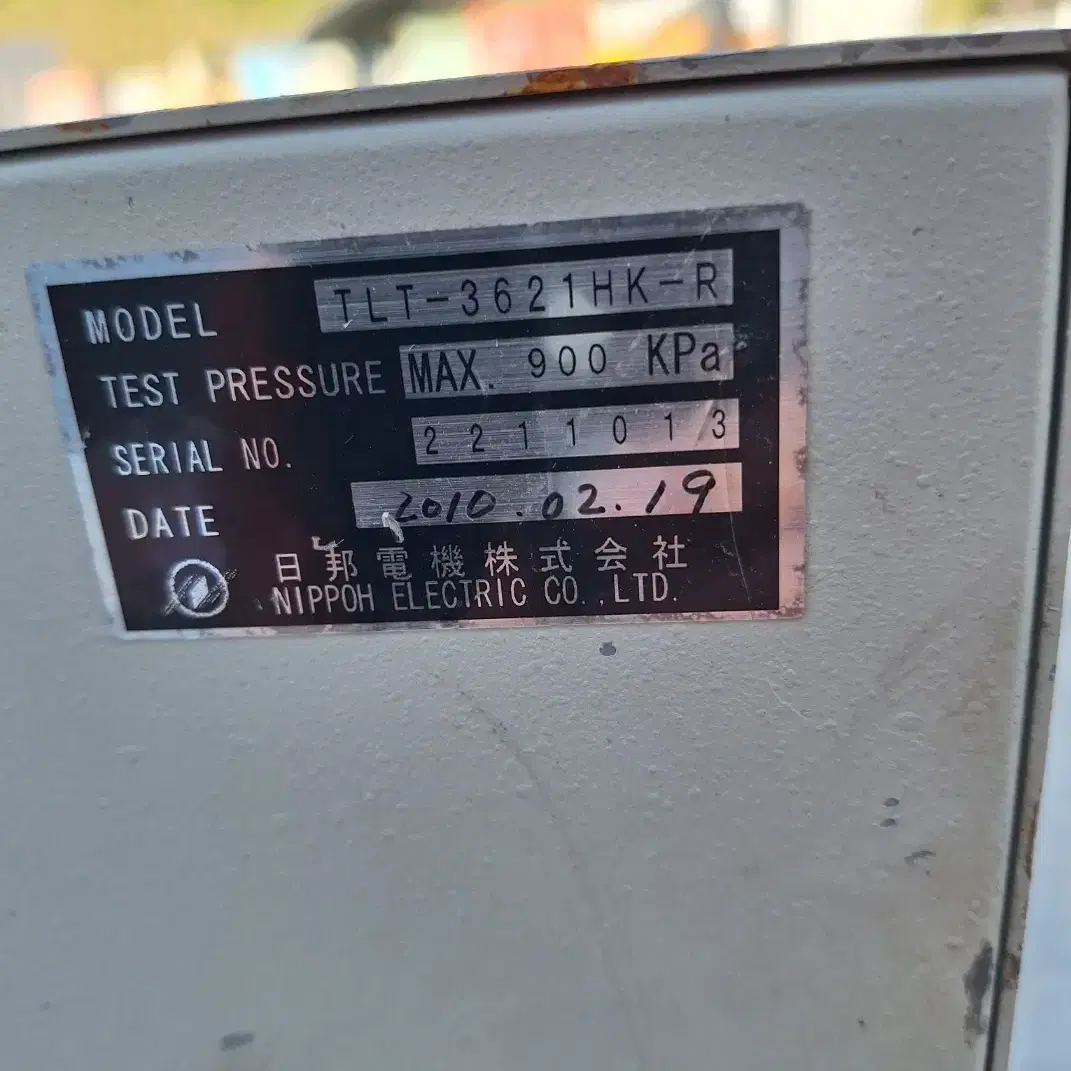 MODEL TLT-3621HK-R
TEST PRESSURE MAX. 900 KPa
SERIAL NO. 2211013
DATE 2010.02.19
日邦電機株式会社
NIPPOH ELECTRIC CO.,LTD.